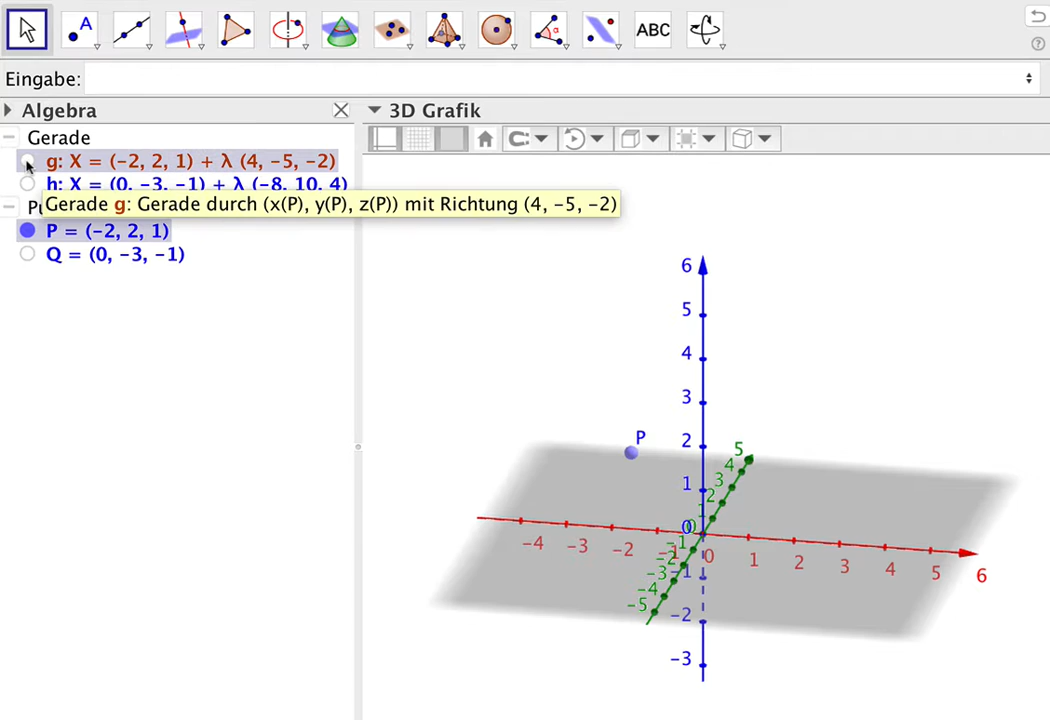 A
α
ABC
Eingabe:
Algebra
3D Grafik
Gerade
g: X = (-2, 2, 1) + λ (4, -5, -2)
h: X = (0, -3, -1) + λ (-8, 10, 4)
Gerade g: Gerade durch (x(P), y(P), z(P)) mit Richtung (4, -5, -2)
P = (-2, 2, 1)
Q = (0, -3, -1)
6
5
4
3
2
1
0
-1
-2
-3
P
5
4
3
2
1
0
-1
-2
-3
-4
-5
-4 -3 -2 -1 0 1 2 3 4 5 6